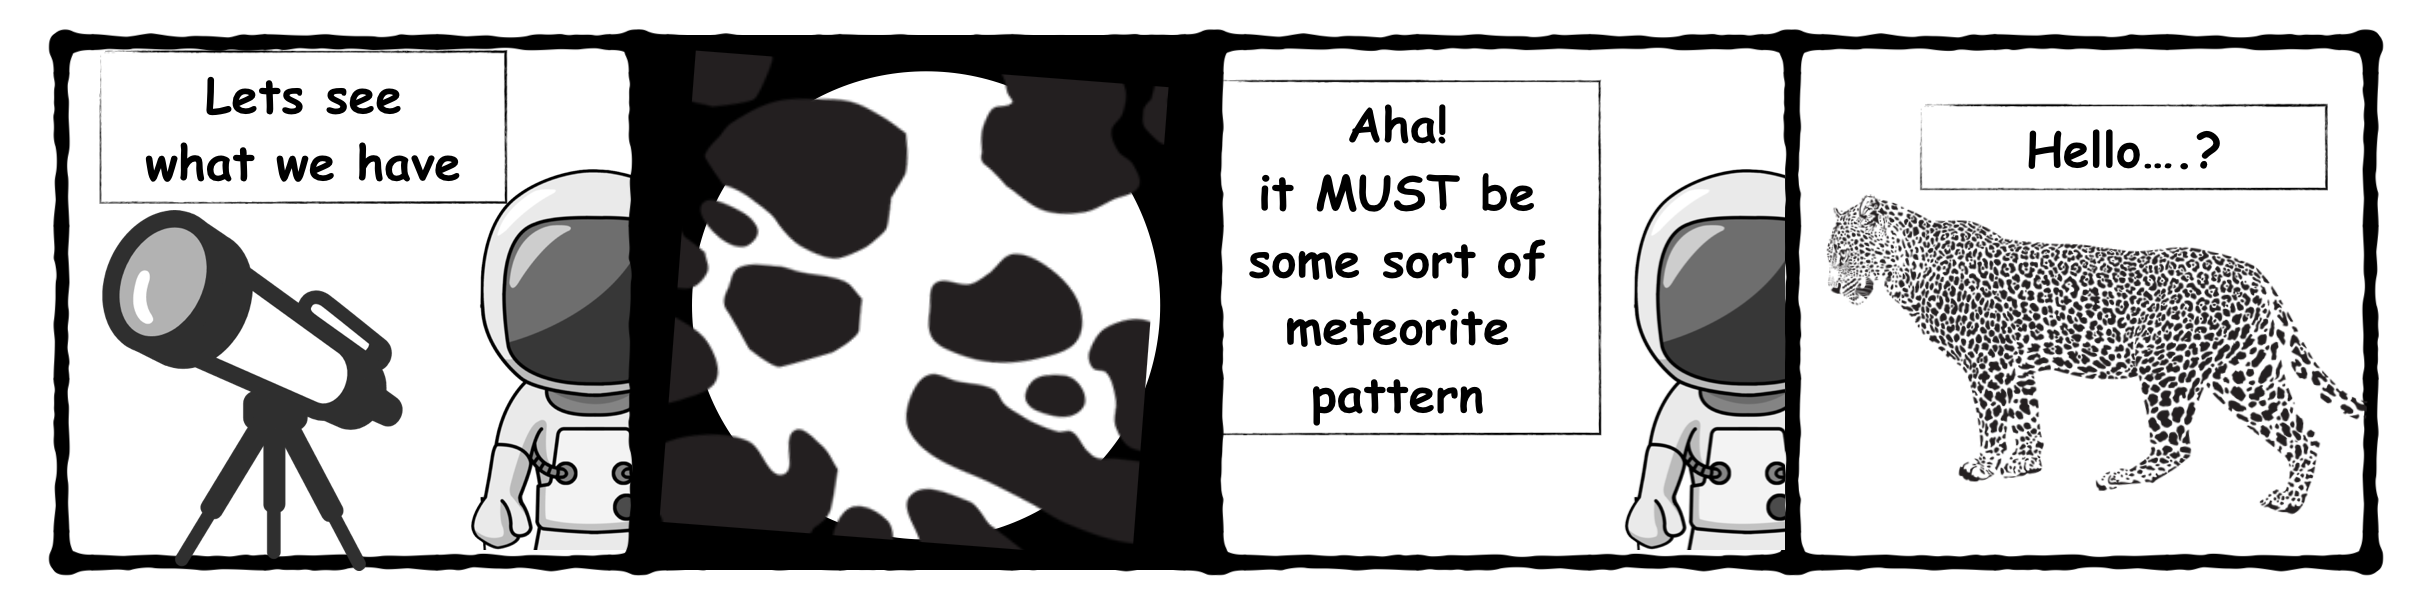 Lets see
what we have
Aha!
it MUST be
some sort of
meteorite
pattern
Hello....?